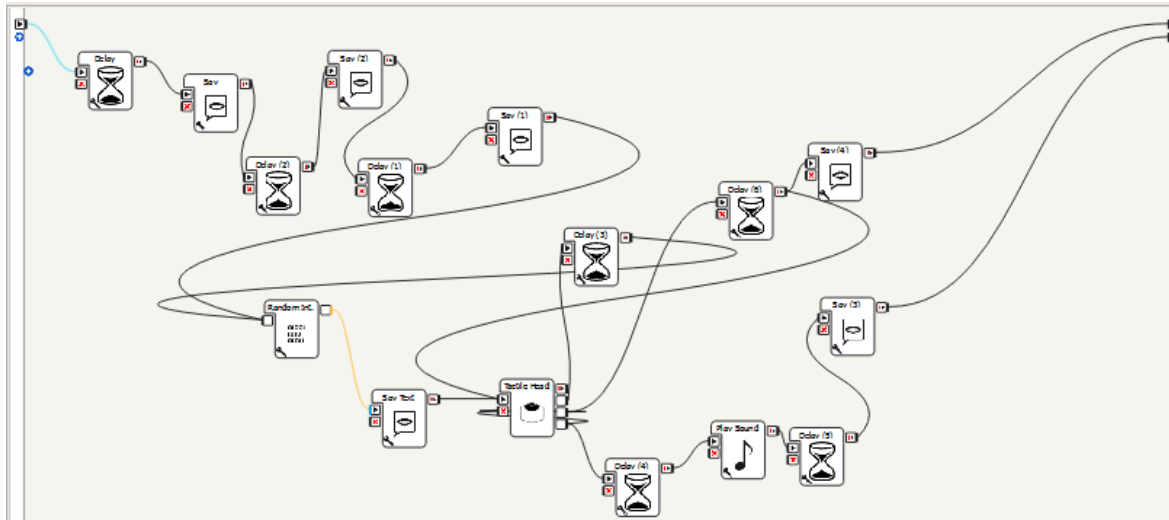 Delay
Say
Say (2)
Delay (2)
Delay (1)
Say (1)
Say (4)
Delay (6)
Delay (3)
Random Int.
Say (3)
Say Text
Tactile Head
Delay (4)
Play Sound
Delay (5)